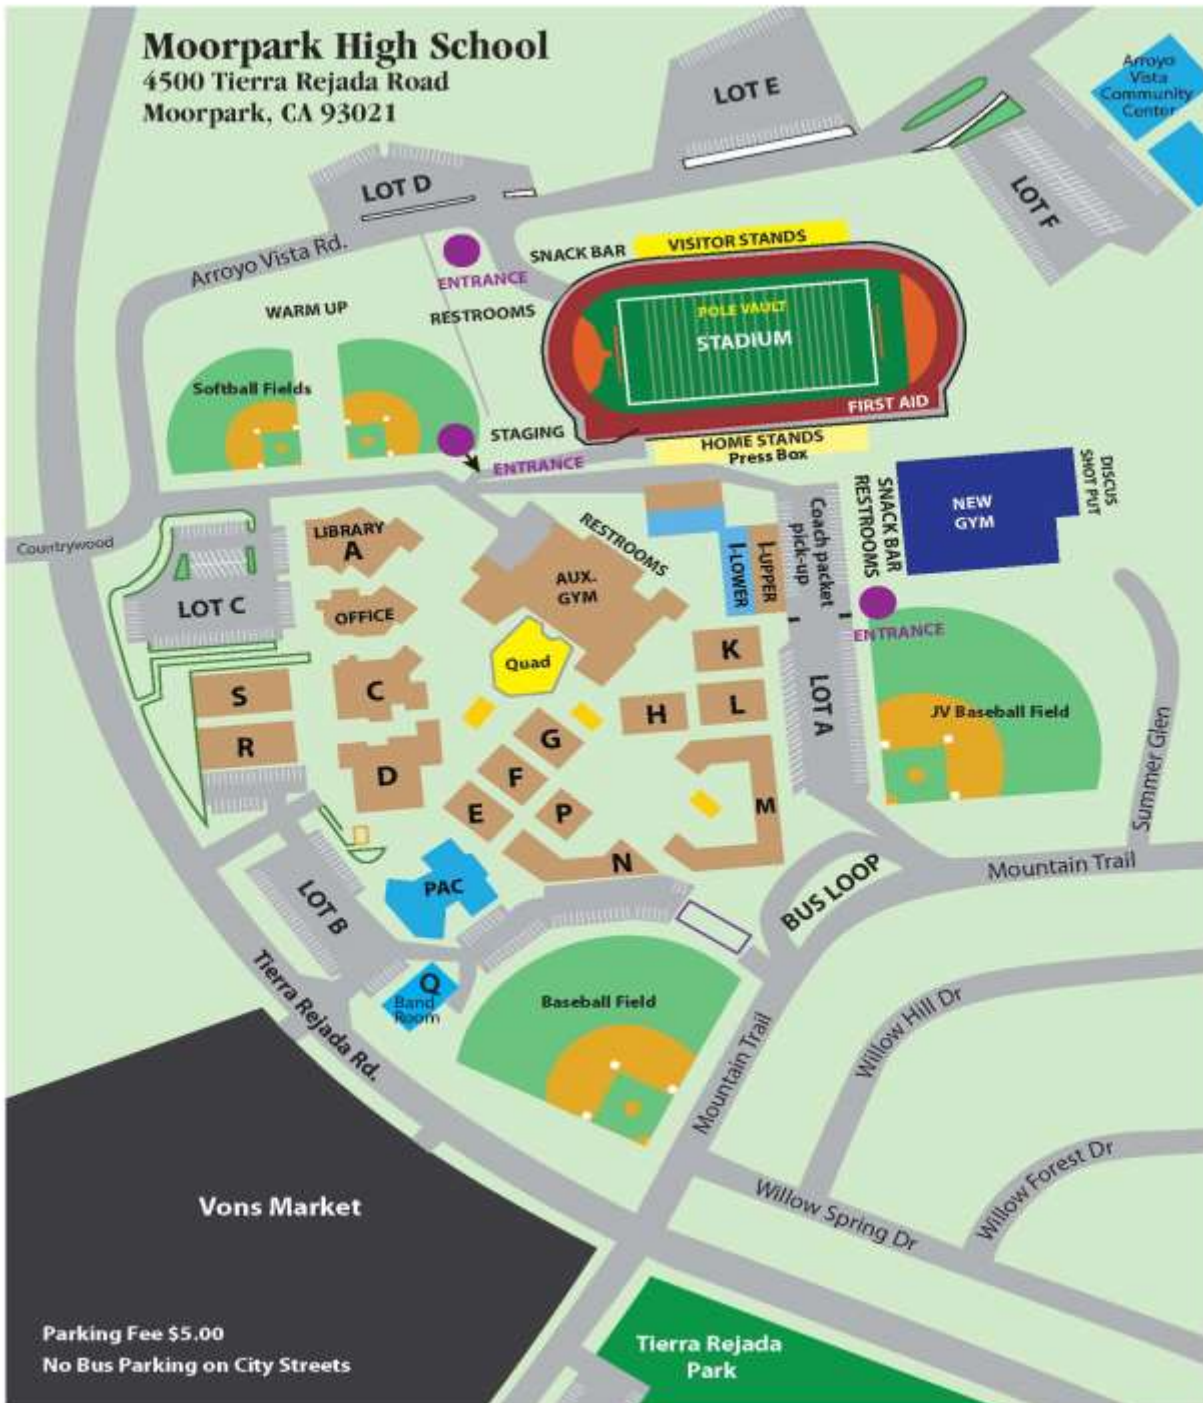 Moorpark High School
4500 Tierra Rejada Road
Moorpark, CA 93021
LOT E
Arroyo
Vista
Community
Center
LOT D
LOT F
Arroyo Vista Rd.
ENTRANCE
SNACK BAR
VISITOR STANDS
WARM UP
RESTROOMS
POLE VAULT
STADIUM
Softball Fields
FIRST AID
STAGING
ENTRANCE
HOME STANDS
Press Box
DISCUS
SHOT PUT
NEW
GYM
SNACK BAR
RESTROOMS
Coach packet
pick-up
Countrywood
LIBRARY
A
RESTROOMS
I-LOWER
I-UPPER
AUX.
GYM
LOT C
OFFICE
ENTRANCE
Quad
K
S
C
H
L
LOT A
JV Baseball Field
R
D
G
F
E
P
M
Summer Glen
N
PAC
BUS LOOP
Mountain Trail
LOT B
Q
Band
Room
Baseball Field
Tierra Rejada Rd.
Mountain Trail
Willow Hill Dr
Willow Forest Dr
Willow Spring Dr
Vons Market
Parking Fee $5.00
No Bus Parking on City Streets
Tierra Rejada
Park